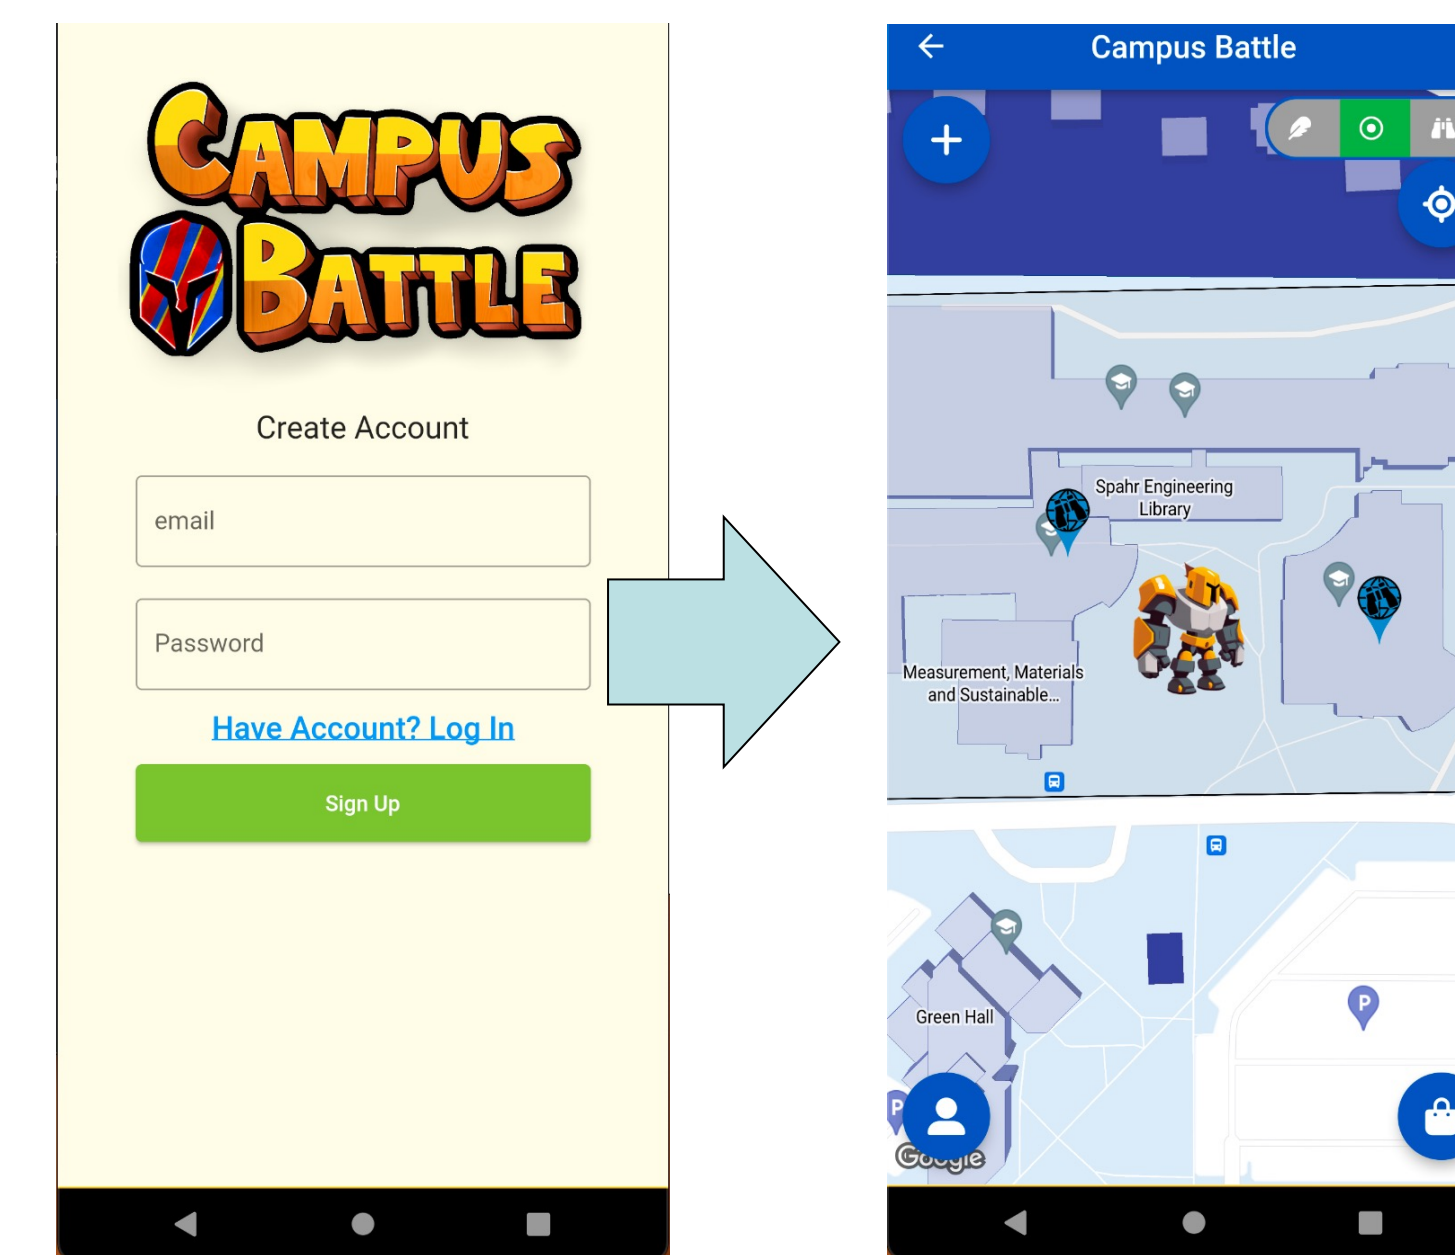 CAMPUS
BATTLE
Create Account
email
Password
Have Account? Log In
Sign Up
Campus Battle
Spahr Engineering
Library
Measurement, Materials
and Sustainable...
Green Hall
P
P
Google